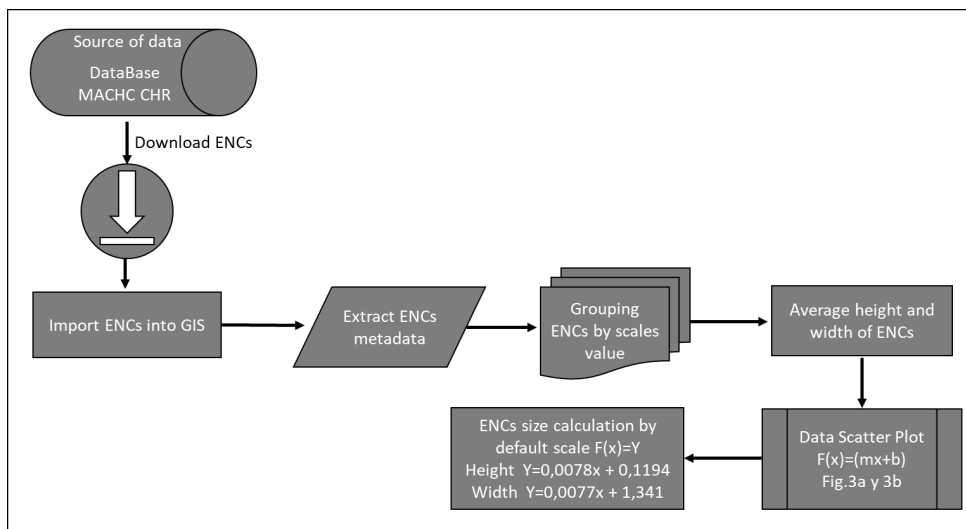 Source of data
DataBase
MACHC CHR
Download ENCs
Import ENCs into GIS
Extract ENCs
metadata
Grouping
ENCs by scales
value
Average height and
width of ENCs
Data Scatter Plot
F(x)=(mx+b)
Fig.3a y 3b
ENCs size calculation by
default scale F(x)=Y
Height Y=0,0078x + 0,1194
Width Y=0,0077x + 1,341